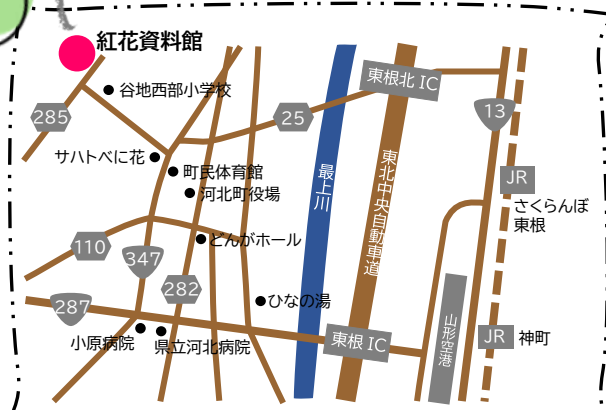 紅花資料館
谷地西部小学校
東根北 IC
285
25
13
サハトべに花
町民体育館
河北町役場
最上川
東北中央自動車道
JR
さくらんぼ
東根
110
347
どんがホール
282
ひなの湯
287
小原病院
県立河北病院
東根 IC
山形空港
JR
神町